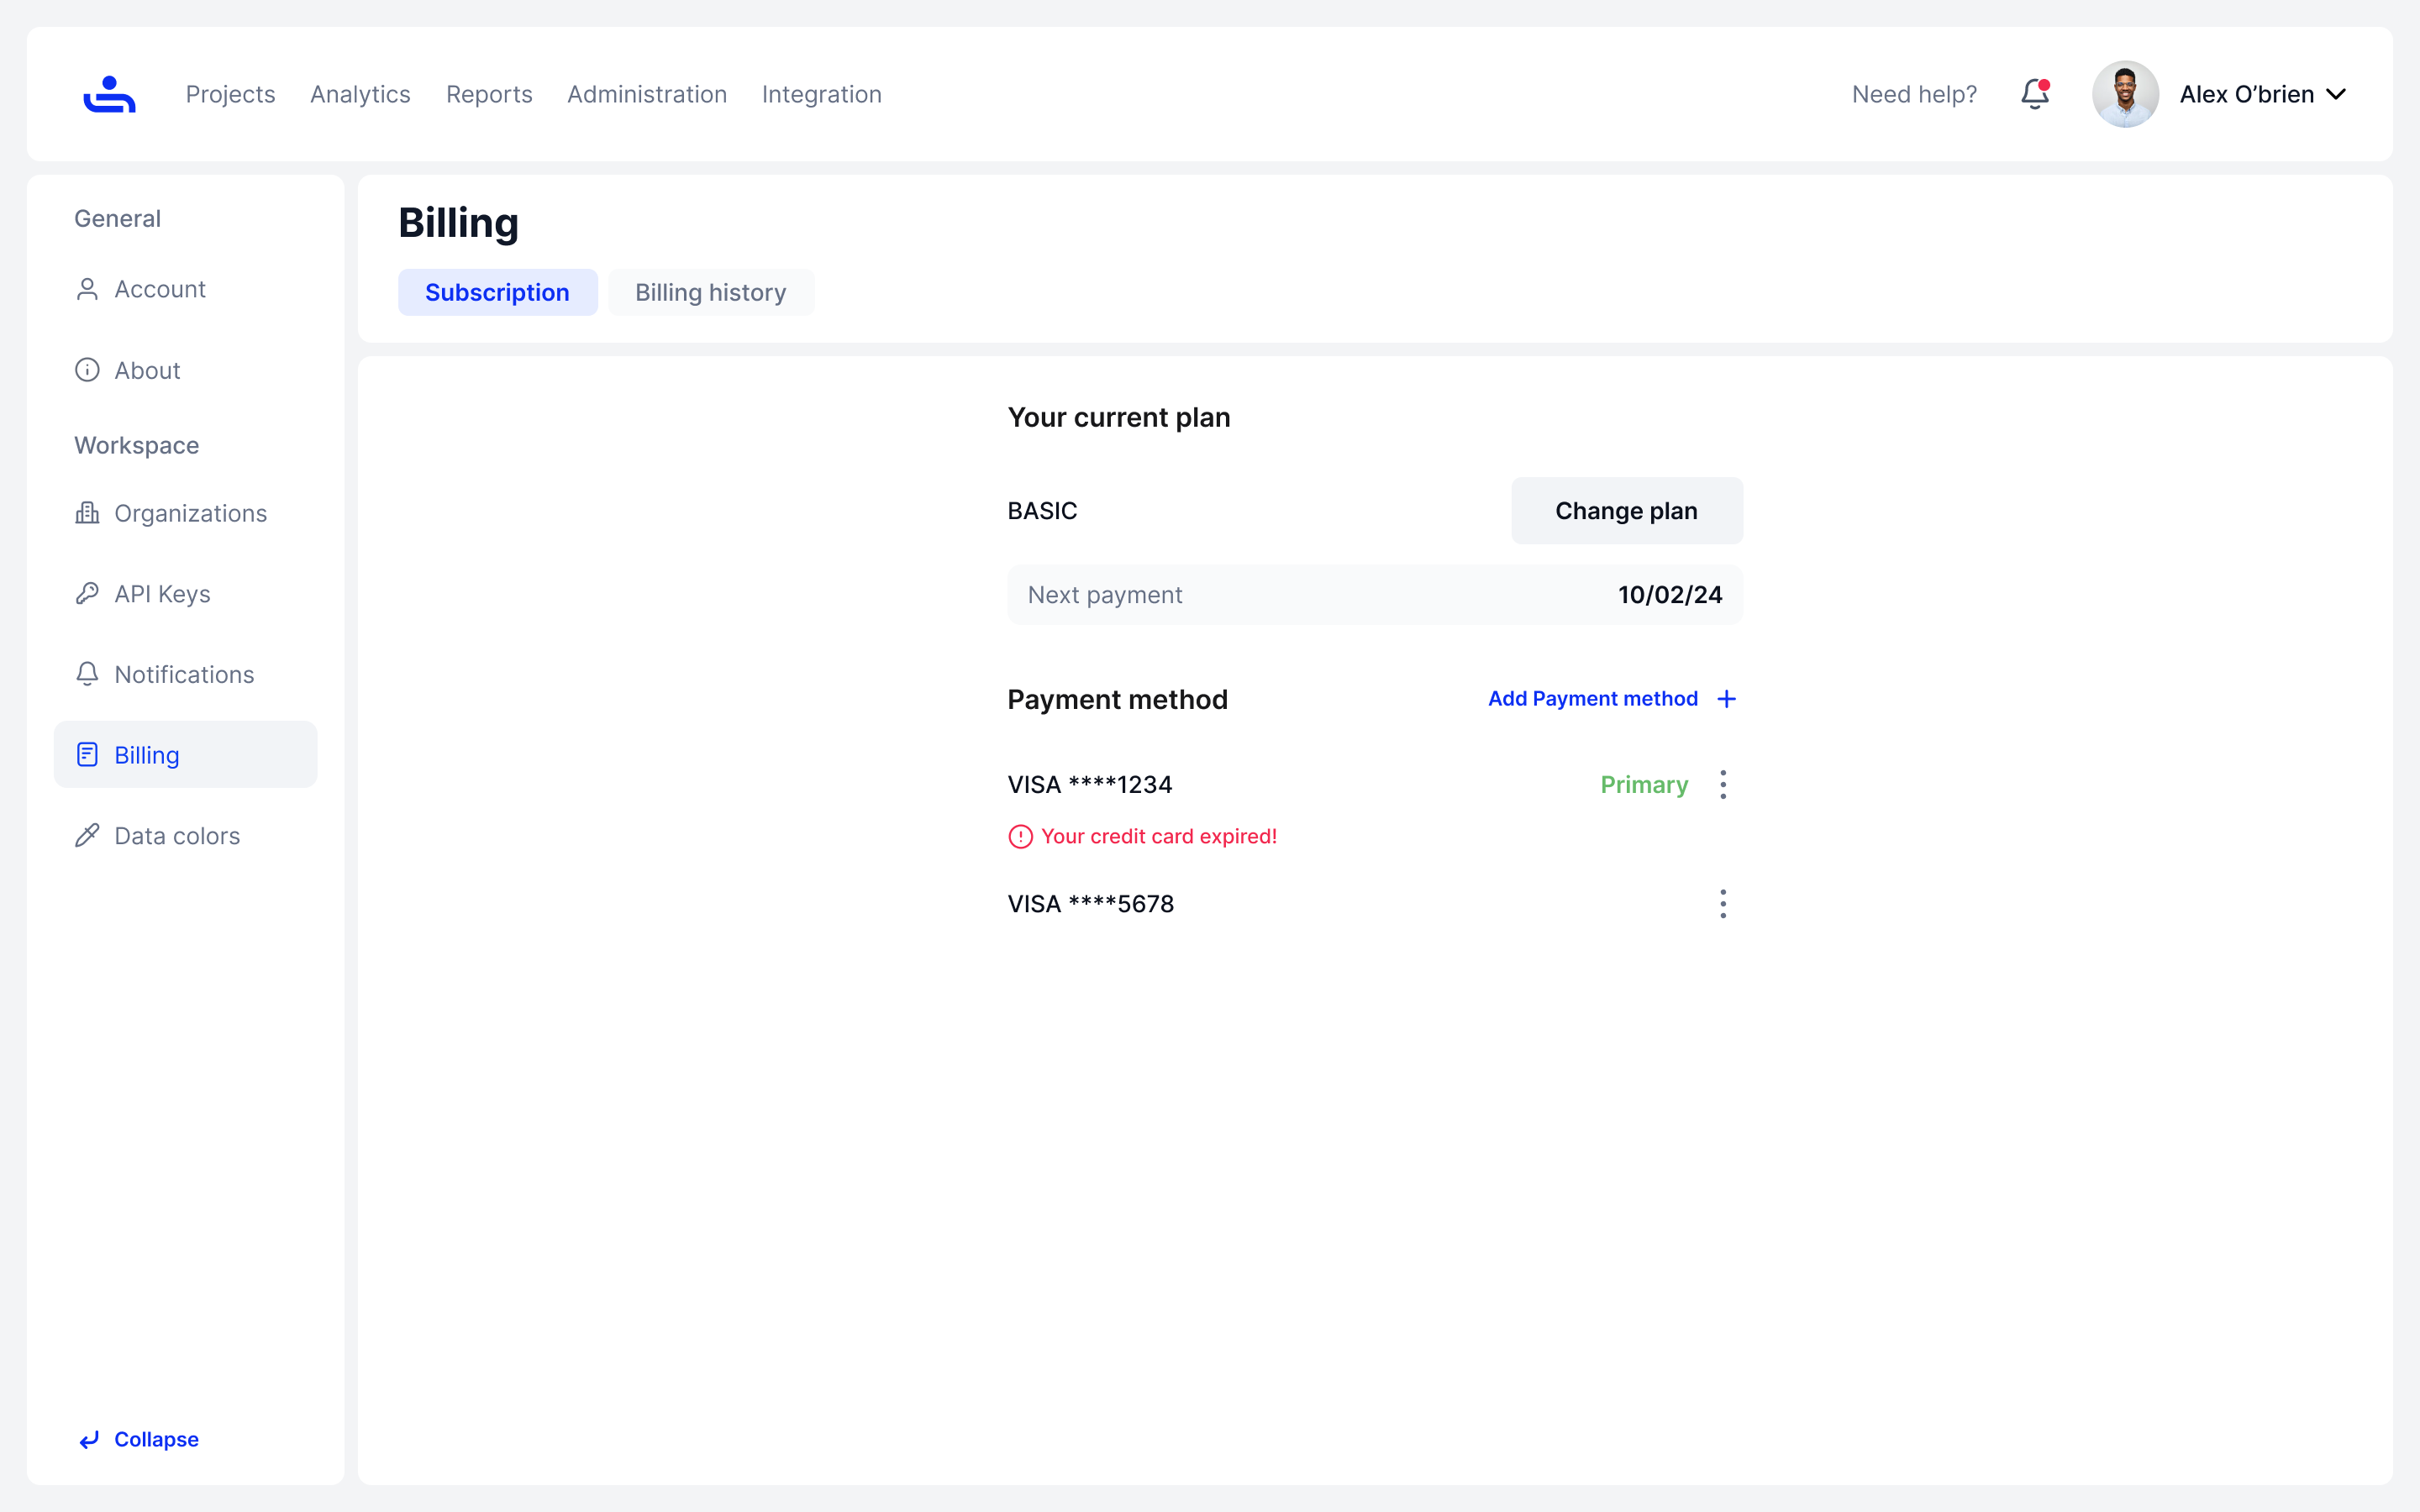 Projects
Analytics
Reports
Administration
Integration
Need help?
Alex O’brien
General
Account
About
Workspace
Organizations
API Keys
Notifications
Billing
Data colors
Collapse
Billing
Subscription
Billing history
Your current plan
BASIC
Change plan
Next payment
10/02/24
Payment method
Add Payment method
VISA ****1234
Primary
Your credit card expired!
VISA ****5678